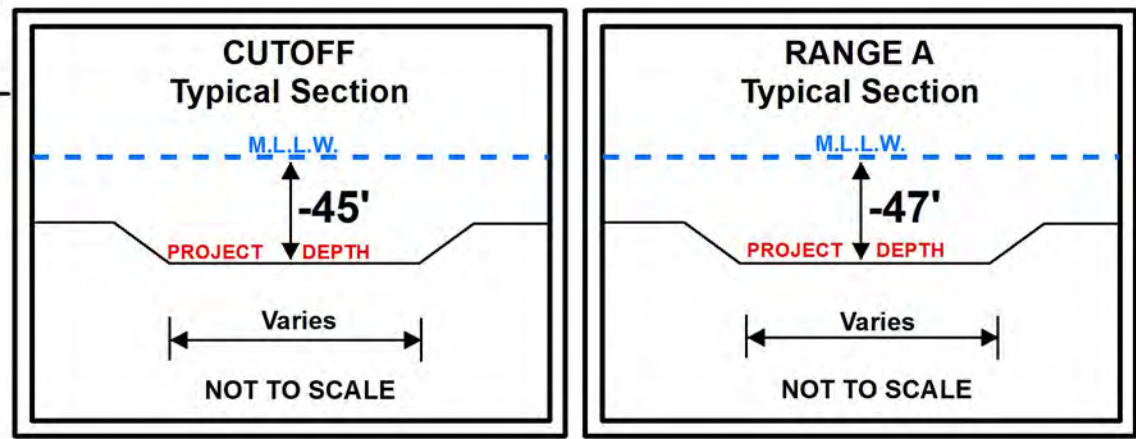 CUTOFF
Typical Section
M.L.L.W.
-45'
PROJECT DEPTH
Varies
NOT TO SCALE
RANGE A
Typical Section
M.L.L.W.
-47'
PROJECT DEPTH
Varies
NOT TO SCALE